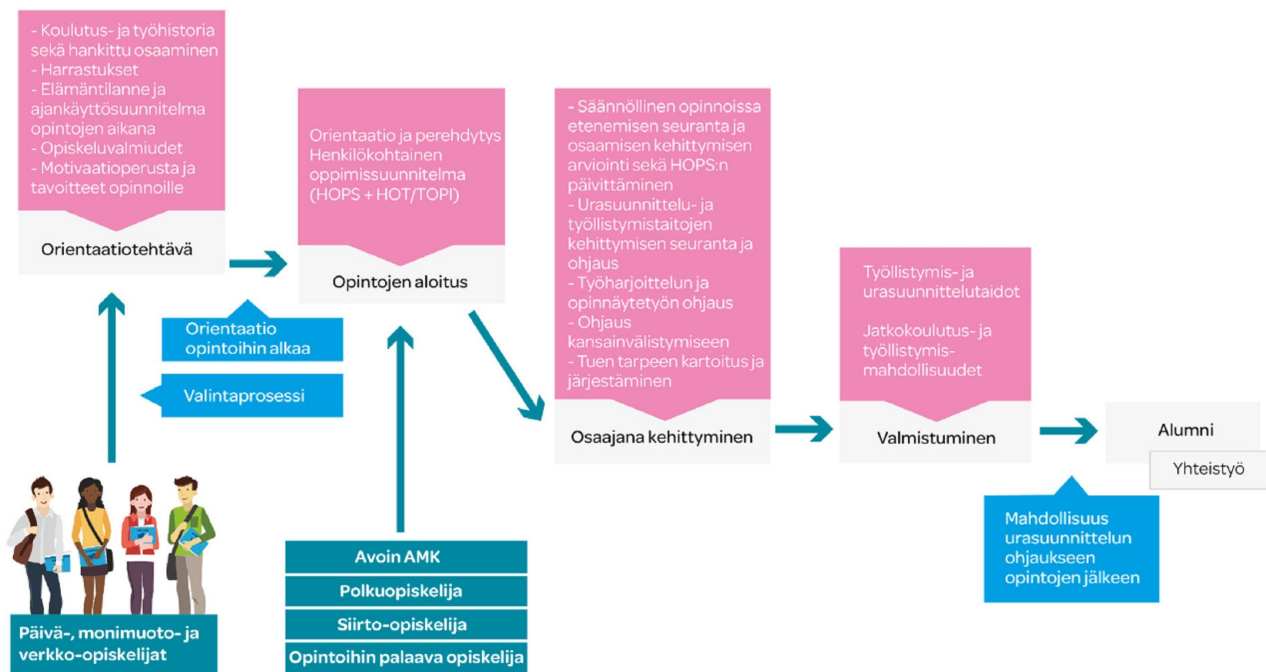 - Koulutus- ja työhistoria
sekä hankittu osaaminen
- Harrastukset
- Elämäntilanne ja
ajankäyttösuunnitelma
opintojen aikana
- Opiskeluvalmiudet
- Motivaatioperusta ja
tavoitteet opinnoille
Orientaatiotehtävä
Orientaatio ja perehdytys
Henkilökohtainen
oppimissuunnitelma
(HOPS + HOT/TOPI)
Opintojen aloitus
Orientaatio
opintoihin alkaa
Valintaprosessi
- Säännöllinen opinnoissa
etenemisen seuranta ja
osaamisen kehittymisen
arviointi sekä HOPS:n
päivittäminen
- Urasuunnittelu- ja
työllistymistaitojen
kehittymisen seuranta ja
ohjaus
- Työharjoittelun ja
opinnäytetyön ohjaus
- Ohjaus
kansainvälistymiseen
- Tuen tarpeen kartoitus ja
järjestäminen
Osaajana kehittyminen
Työllistymis- ja
urasuunnittelutaidot
Jatkokoulutus- ja
työllistymis-
mahdollisuudet
Valmistuminen
Alumni
Yhteistyö
Mahdollisuus
urasuunnittelun
ohjaukseen
opintojen jälkeen
Päivä-, monimuoto- ja
verkko-opiskelijat
Avoin AMK
Polkuopiskelija
Siirto-opiskelija
Opintoihin palaava opiskelija